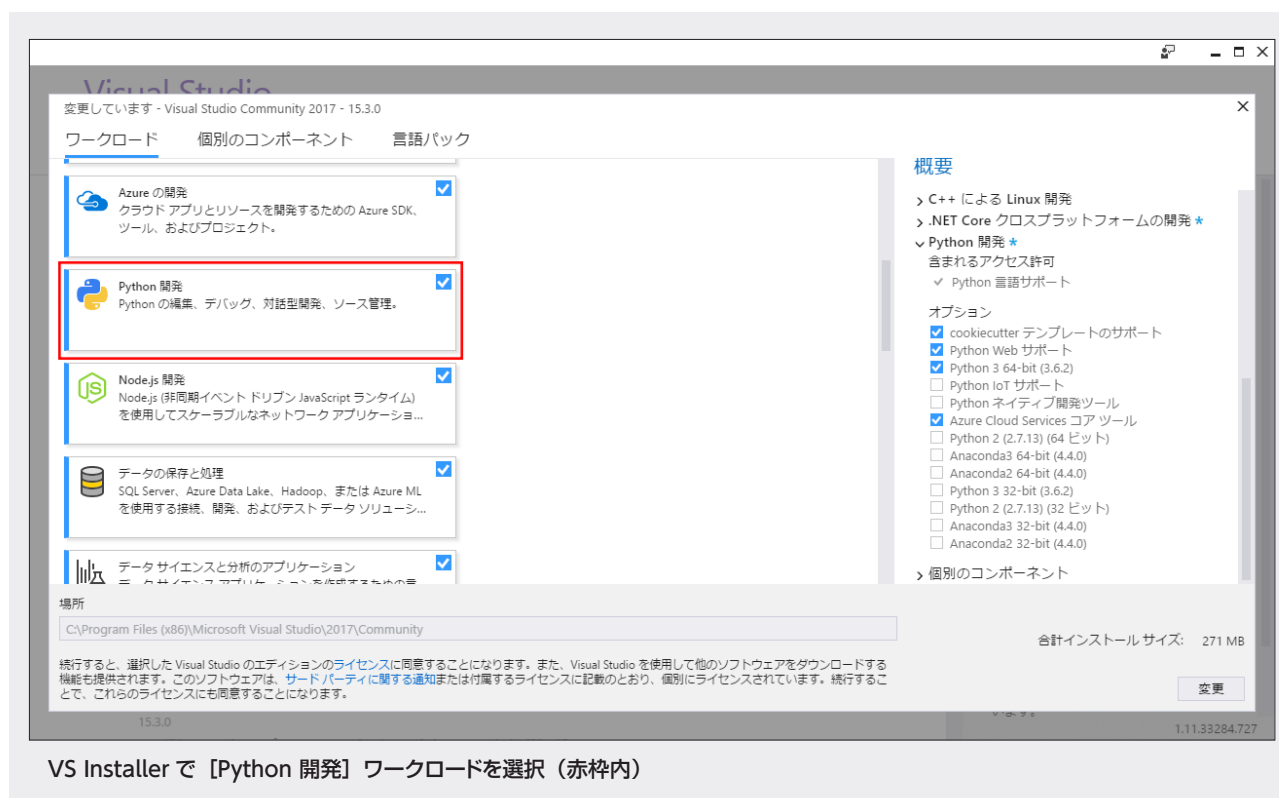 Visual Studio
変更しています - Visual Studio Community 2017 - 15.3.0
ワークロード 個別のコンポーネント 言語パック
Azure の開発
クラウド アプリとリソースを開発するための Azure SDK、
ツール、およびプロジェクト。
Python 開発
Python の編集、デバッグ、対話型開発、ソース管理。
Node.js 開発
Node.js (非同期イベント ドリブン JavaScript ランタイム)
を使用してスケーラブルなネットワーク アプリケーショ...
データの保存と処理
SQL Server、Azure Data Lake、Hadoop、または Azure ML
を使用する接続、開発、およびテスト データ ソリューシ...
データ サイエンスと分析のアプリケーション
データ サイエンス アプリケーションを作成するための言
概要
C++ による Linux 開発
.NET Core クロスプラットフォームの開発 *
Python 開発 *
含まれるアクセス許可
Python 言語サポート
オプション
cookiecutter テンプレートのサポート
Python Web サポート
Python 3 64-bit (3.6.2)
Python IoT サポート
Python ネイティブ開発ツール
Azure Cloud Services コア ツール
Python 2 (2.7.13) (64 ビット)
Anaconda3 64-bit (4.4.0)
Anaconda2 64-bit (4.4.0)
Python 3 32-bit (3.6.2)
Python 2 (2.7.13) (32 ビット)
Anaconda3 32-bit (4.4.0)
Anaconda2 32-bit (4.4.0)
個別のコンポーネント
場所
C:\Program Files (x86)\Microsoft Visual Studio\2017\Community
合計インストール サイズ: 271 MB
続行すると、選択した Visual Studio のエディションのライセンスに同意することになります。また、Visual Studio を使用して他のソフトウェアをダウンロードする
機能も提供されます。このソフトウェアは、サード パーティに関する通知または付属するライセンスに記載のとおり、個別にライセンスされています。続行するこ
とで、これらのライセンスにも同意することになります。
変更
15.3.0
います。
1.11.33284.727
VS Installer で［Python 開発］ワークロードを選択（赤枠内）